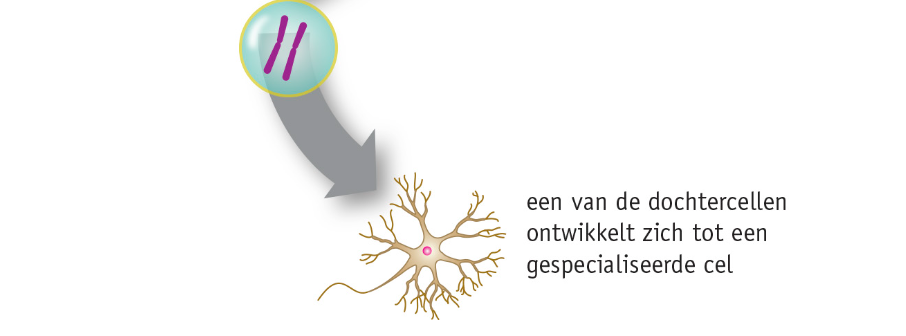 een van de dochtercellen
ontwikkelt zich tot een
gespecialiseerde cel